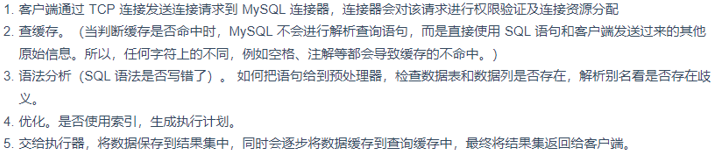 1. 客户端通过 TCP 连接发送连接请求到 MySQL 连接器，连接器会对该请求进行权限验证及连接资源分配
2. 查缓存。（当判断缓存是否命中时，MySQL 不会进行解析查询语句，而是直接使用 SQL 语句和客户端发送过来的其他
原始信息。所以，任何字符上的不同，例如空格、注解等都会导致缓存的不命中。）
3. 语法分析（SQL 语法是否写错了）。 如何把语句给到预处理器，检查数据表和数据列是否存在，解析别名看是否存在歧
义。
4. 优化。是否使用索引，生成执行计划。
5. 交给执行器，将数据保存到结果集中，同时会逐步将数据缓存到查询缓存中，最终将结果集返回给客户端。